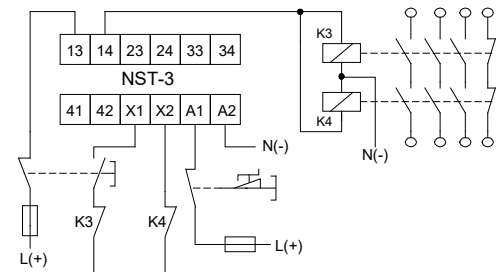 13 14 23 24 33 34
NST-3
41 42 X1 X2 A1 A2
K3
K4
N(-)
N(-)
K3
K4
L(+)
L(+)